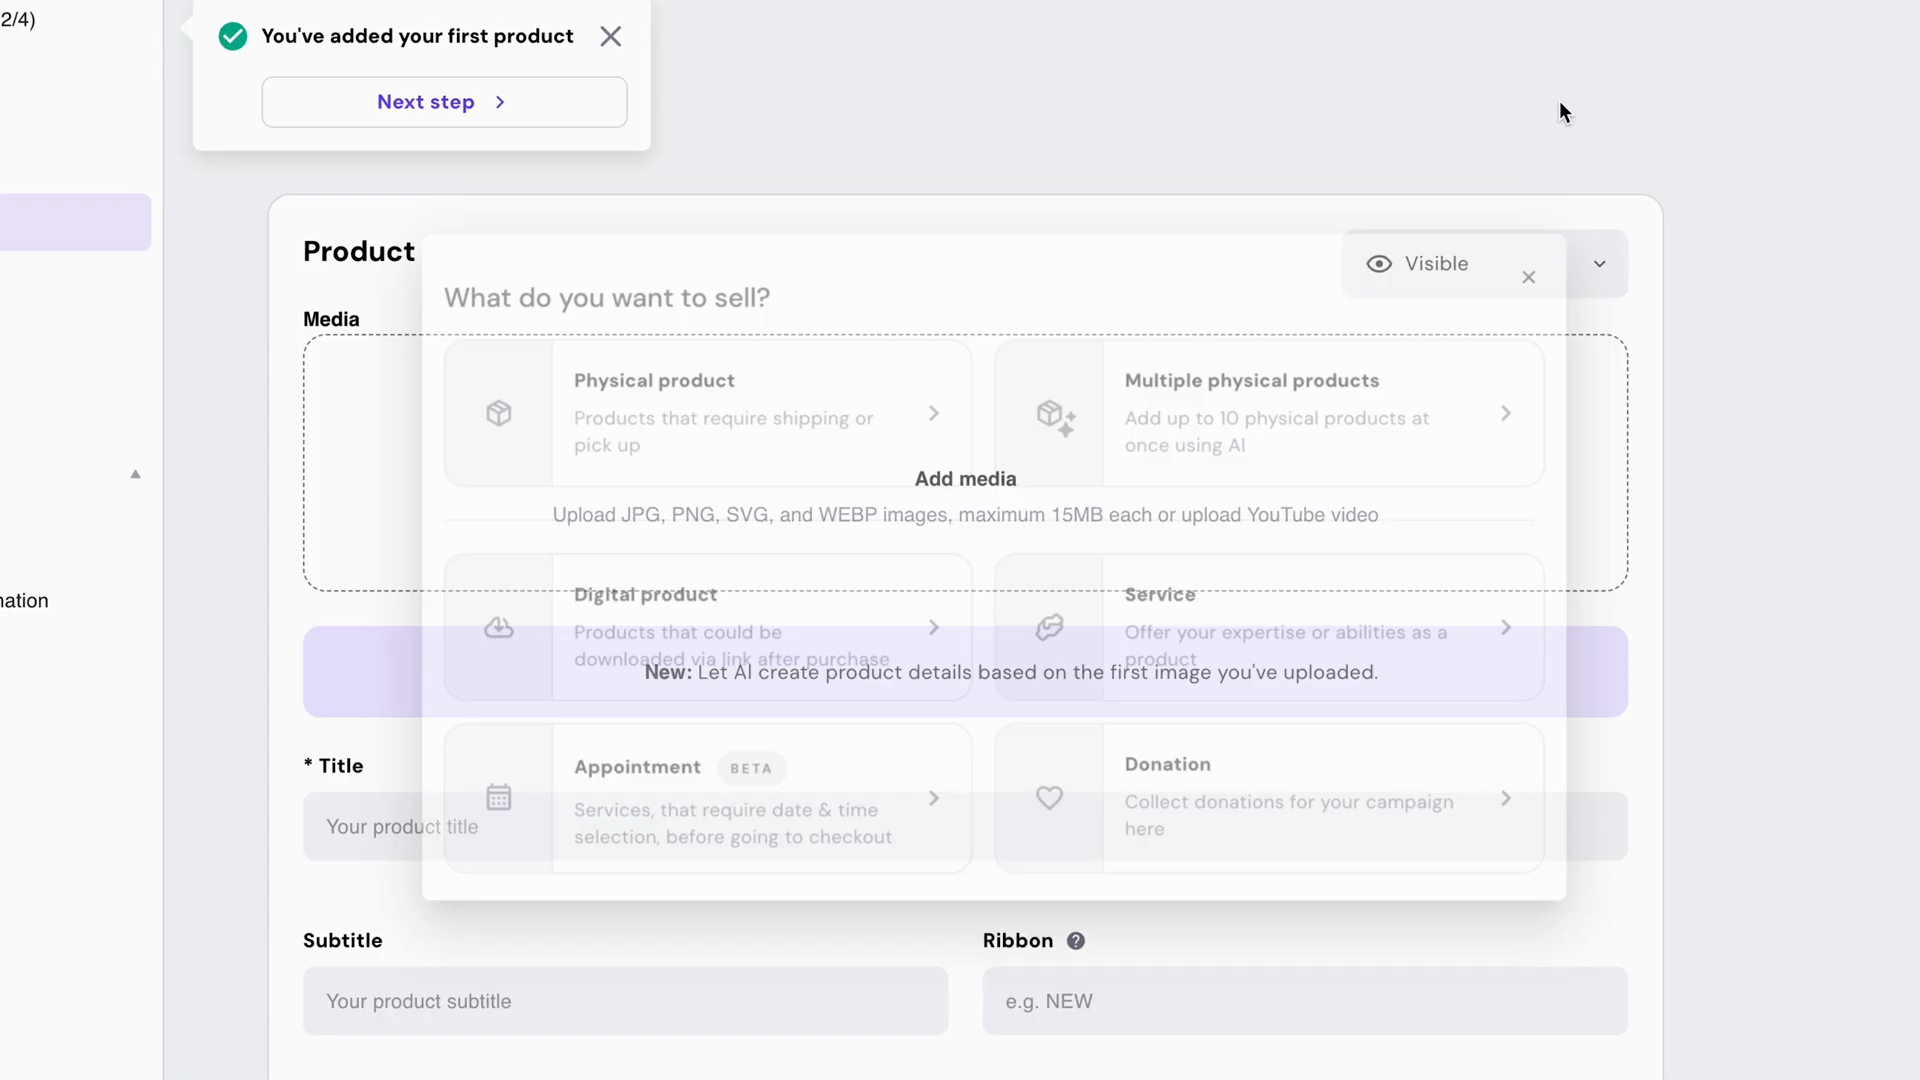 2/4)
You've added your first product
Next step
Product
Visible
What do you want to sell?
Media
Physical product
Products that require shipping or
pick up
Multiple physical products
Add up to 10 physical products at
once using AI
Add media
Upload JPG, PNG, SVG, and WEBP images, maximum 15MB each or upload YouTube video
Digital product
Products that could be
downloaded via link after purchase
Service
Offer your expertise or abilities as a
product
nation
New: Let AI create product details based on the first image you've uploaded.
* Title
Your product title
Appointment BETA
Services, that require date & time
selection, before going to checkout
Donation
Collect donations for your campaign
here
Subtitle
Your product subtitle
Ribbon
e.g. NEW